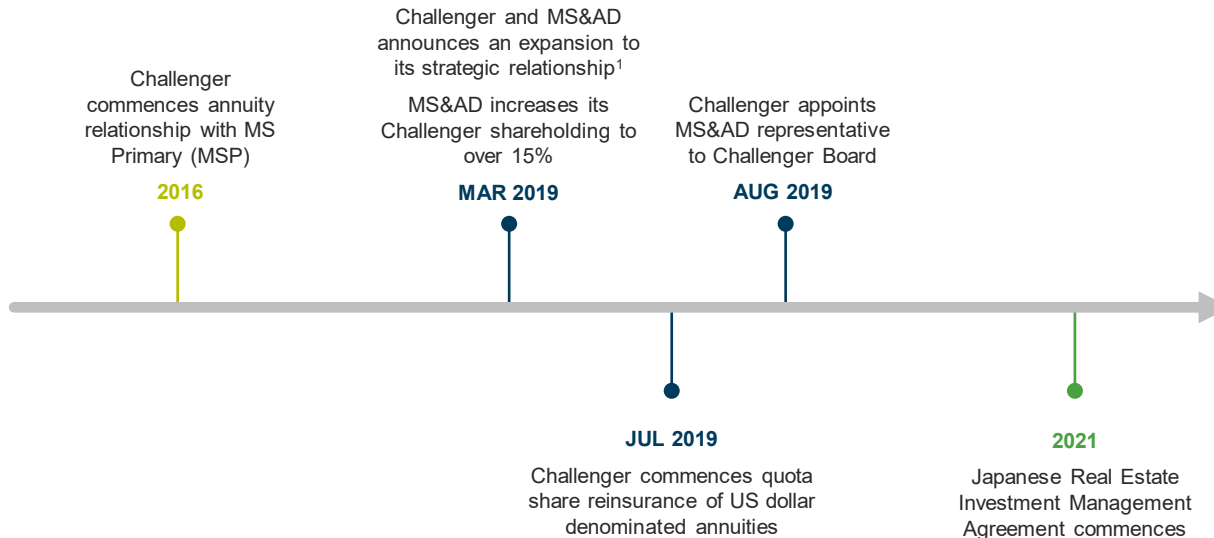 Challenger
commences annuity
relationship with MS
Primary (MSP)
2016
Challenger and MS&AD
announces an expansion to
its strategic relationship¹
MS&AD increases its
Challenger shareholding to
over 15%
MAR 2019
Challenger appoints
MS&AD representative
to Challenger Board
AUG 2019
JUL 2019
Challenger commences quota
share reinsurance of US dollar
denominated annuities
2021
Japanese Real Estate
Investment Management
Agreement commences